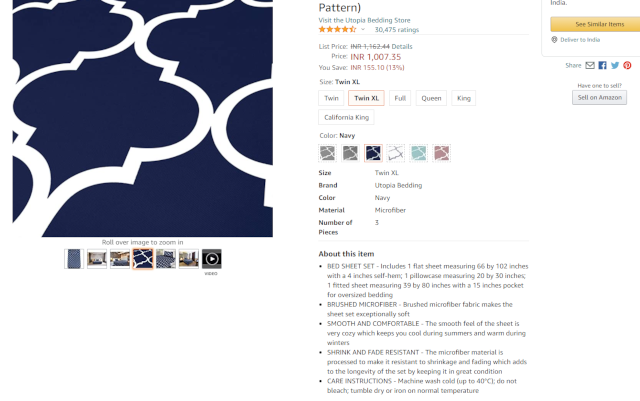 Pattern)
Visit the Utopia Bedding Store
30,475 ratings
List Price: INR 1,162.44 Details
Price: INR 1,007.35
You Save: INR 155.10 (13%)
Size: Twin XL
Twin Twin XL Full Queen King
California King
Color: Navy
Size Twin XL
Brand Utopia Bedding
Color Navy
Material Microfiber
Number of 3
Pieces
About this item
• BED SHEET SET - Includes 1 flat sheet measuring 66 by 102 inches
with a 4 inches self-hem; 1 pillowcase measuring 20 by 30 inches;
1 fitted sheet measuring 39 by 80 inches with a 15 inches pocket
for oversized bedding
• BRUSHED MICROFIBER - Brushed microfiber fabric makes the
sheet set exceptionally soft
• SMOOTH AND COMFORTABLE - The smooth feel of the sheet is
very cozy which keeps you cool during summers and warm during
winters
• SHRINK AND FADE RESISTANT - The microfiber material is
processed to make it resistant to shrinkage and fading which adds
to the longevity of the set by keeping it in great condition
• CARE INSTRUCTIONS - Machine wash cold (up to 40°C); do not
bleach; tumble dry or iron on normal temperature
Roll over image to zoom in
VIDEO
India.
See Similar Items
Deliver to India
Share
Have one to sell?
Sell on Amazon